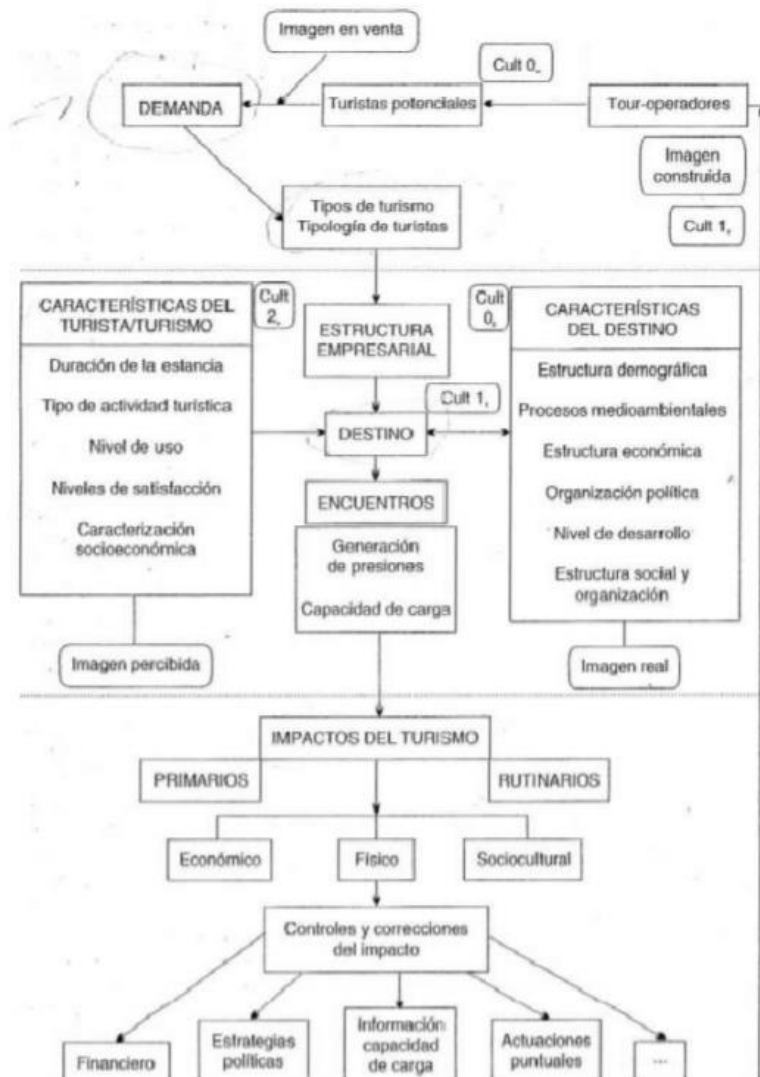 Imagen en venta
Cult 0,
DEMANDA
Turistas potenciales
Tour-operadores
Imagen
construida
Cult 1,
Tipos de turismo
Tipología de turistas
CARACTERÍSTICAS DEL
TURISTA/TURISMO
Duración de la estancia
Tipo de actividad turística
Nivel de uso
Niveles de satisfacción
Caracterización
socioeconómica
Imagen percibida
Cult
2,
ESTRUCTURA
EMPRESARIAL
Cult
0,
Cult 1,
DESTINO
ENCUENTROS
Generación
de presiones
Capacidad de carga
CARACTERÍSTICAS
DEL DESTINO
Estructura demográfica
Procesos medioambientales
Estructura económica
Organización política
Nivel de desarrollo
Estructura social y
organización
Imagen real
IMPACTOS DEL TURISMO
PRIMARIOS
RUTINARIOS
Económico
Físico
Sociocultural
Controles y correcciones
del impacto
Financiero
Estrategias
políticas
Información:
capacidad
de carga
Actuaciones
puntuales
...